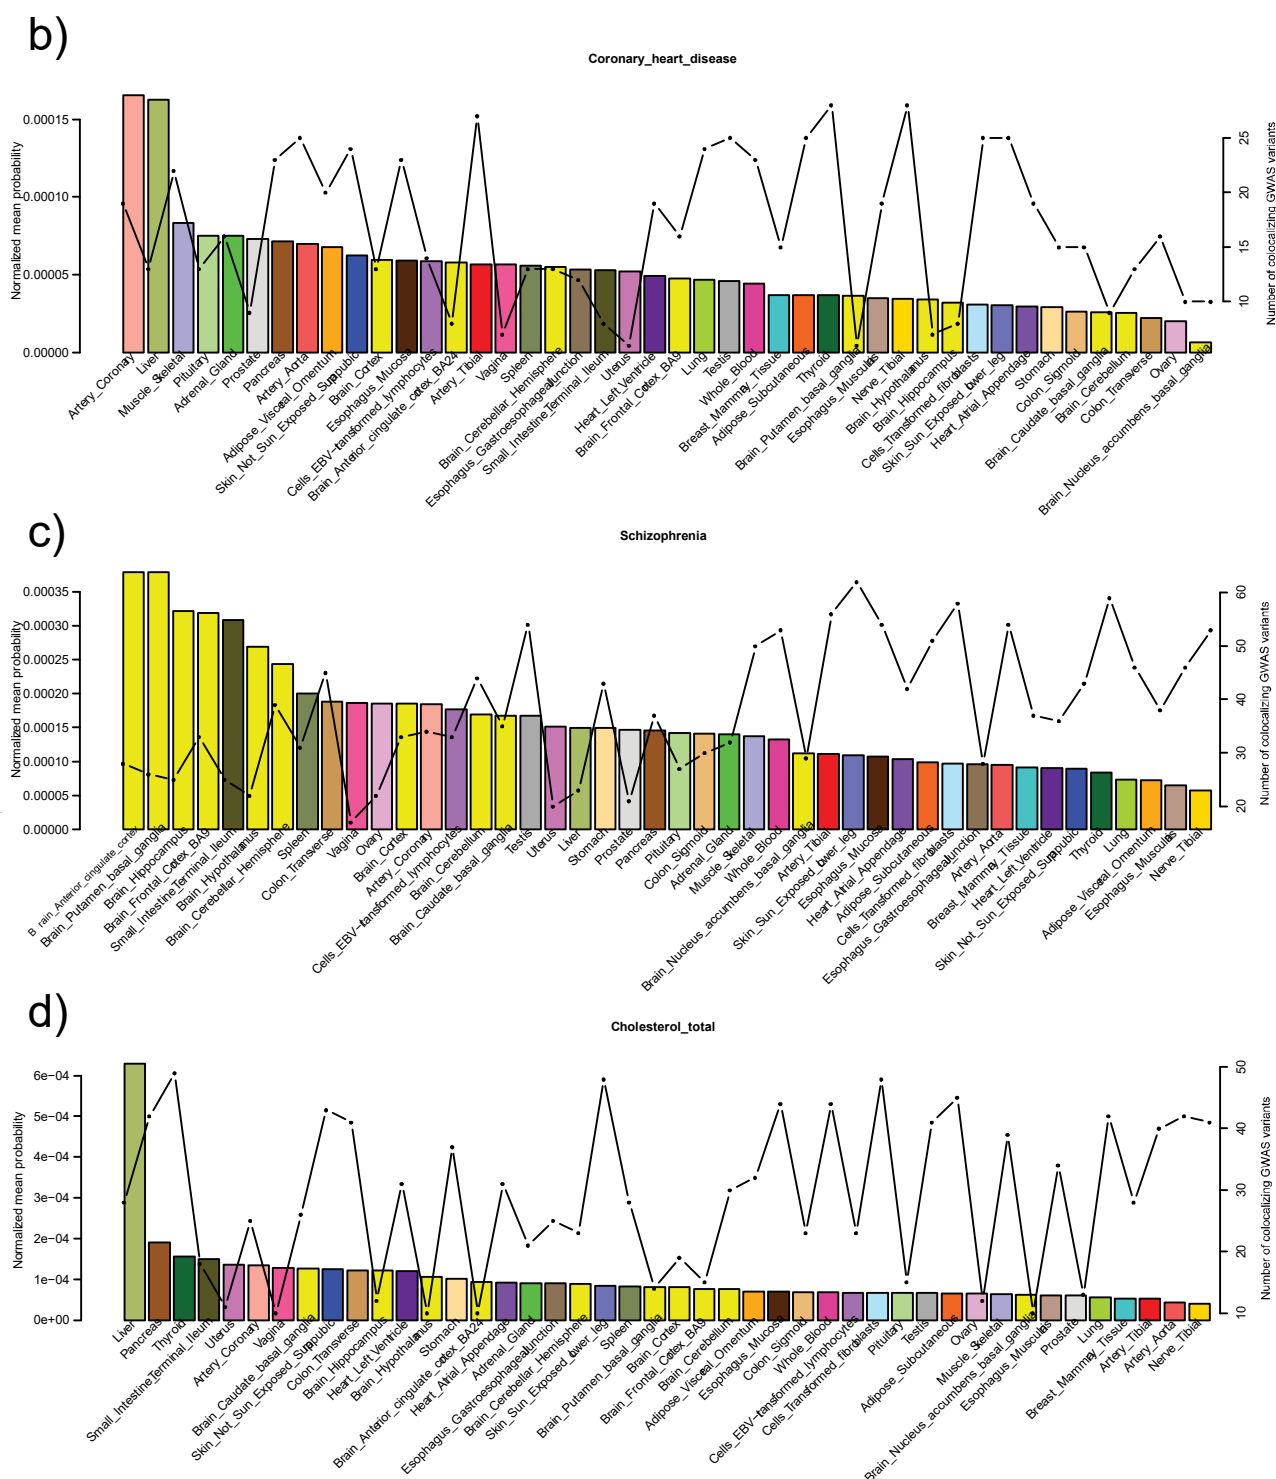 b)
Coronary_heart_disease
Normalized mean probability
0.00015
0.00010
0.00005
0.00000
25
20
15
10
Number of colocalizing GWAS variants
Artery_Coronary
Liver
Muscle_Skeletal
Pituitary
Adrenal_Gland
Prostate
Pancreas
Artery_Aorta
Adipose_Visceral_Omentum
Skin_Not_Sun_Exposed_Suprapubic
Brain_Cortex
Esophagus_Mucosa
Cells_EBV-transformed_lymphocytes
Brain_Anterior_cingulate_cortex_BA24
Artery_Tibial
Vagina
Spleen
Brain_Cerebellar_Hemisphere
Esophagus_Gastroesophageal_Junction
Small_Intestine_Terminal_Ileum
Uterus
Heart_Left_Ventricle
Brain_Frontal_Cortex_BA9
Lung
Testis
Whole_Blood
Breast_Mammary_Tissue
Adipose_Subcutaneous
Thyroid
Brain_Putamen_basal_ganglia
Esophagus_Muscularis
Nerve_Tibial
Brain_Hypothalamus
Brain_Hippocampus
Cells_Transformed_fibroblasts
Skin_Sun_Exposed_Lower_leg
Heart_Atrial_Appendage
Stomach
Colon_Sigmoid
Brain_Caudate_basal_ganglia
Brain_Cerebellum
Colon_Transverse
Ovary
Brain_Nucleus_accumbens_basal_ganglia
c)
Schizophrenia
Normalized mean probability
0.00035
0.00030
0.00025
0.00020
0.00015
0.00010
0.00005
0.00000
60
50
40
30
20
Number of colocalizing GWAS variants
B rain_Anterior_cingulate_cortex
Brain_Putamen_basal_ganglia
Brain_Hippocampus
Brain_Frontal_Cortex_BA9
Small_Intestine_Terminal_Ileum
Brain_Hypothalamus
Brain_Cerebellar_Hemisphere
Spleen
Colon_Transverse
Vagina
Ovary
Brain_Cortex
Artery_Coronary
Cells_EBV-transformed_lymphocytes
Brain_Cerebellum
Brain_Caudate_basal_ganglia
Testis
Uterus
Liver
Stomach
Prostate
Pancreas
Pituitary
Colon_Sigmoid
Adrenal_Gland
Muscle_Skeletal
Whole_Blood
Brain_Nucleus_accumbens_basal_ganglia
Artery_Tibial
Skin_Sun_Exposed_Lower_leg
Esophagus_Mucosa
Heart_Atrial_Appendage
Adipose_Subcutaneous
Cells_Transformed_fibroblasts
Esophagus_Gastroesophageal_Junction
Artery_Aorta
Breast_Mammary_Tissue
Heart_Left_Ventricle
Skin_Not_Sun_Exposed_Suprapubic
Thyroid
Lung
Adipose_Visceral_Omentum
Esophagus_Muscularis
Nerve_Tibial
d)
Cholesterol_total
Normalized mean probability
6e-04
5e-04
4e-04
3e-04
2e-04
1e-04
0e+00
50
40
30
20
10
Number of colocalizing GWAS variants
Liver
Pancreas
Thyroid
Small_Intestine_Terminal_Ileum
Uterus
Artery_Coronary
Vagina
Brain_Caudate_basal_ganglia
Skin_Not_Sun_Exposed_Suprapubic
Colon_Transverse
Brain_Hippocampus
Heart_Left_Ventricle
Brain_Hypothalamus
Stomach
Brain_Anterior_cingulate_cortex_BA24
Heart_Atrial_Appendage
Adrenal_Gland
Esophagus_Gastroesophageal_Junction
Brain_Cerebellar_Hemisphere
Skin_Sun_Exposed_Lower_leg
Spleen
Brain_Putamen_basal_ganglia
Brain_Cortex
Brain_Frontal_Cortex_BA9
Brain_Cerebellum
Adipose_Visceral_Omentum
Esophagus_Mucosa
Colon_Sigmoid
Whole_Blood
Cells_EBV-transformed_lymphocytes
Cells_Transformed_fibroblasts
Pituitary
Testis
Adipose_Subcutaneous
Ovary
Muscle_Skeletal
Brain_Nucleus_accumbens_basal_ganglia
Esophagus_Muscularis
Prostate
Lung
Breast_Mammary_Tissue
Artery_Tibial
Artery_Aorta
Nerve_Tibial